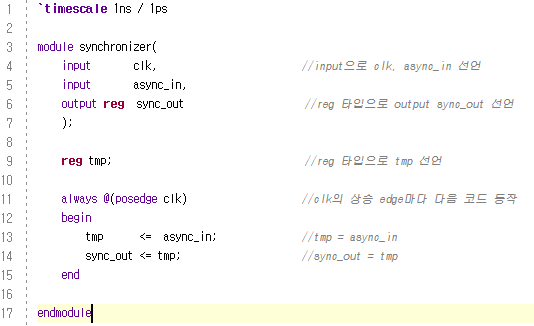 1 `timescale 1ns / 1ps
2
3 module synchronizer(
4 input clk, //input으로 clk, async_in 선언
5 input async_in,
6 output reg sync_out //reg 타입으로 output sync_out 선언
7 );
8
9 reg tmp; //reg 타입으로 tmp 선언
10
11 always @(posedge clk) //clk의 상승 edge마다 다음 코드 동작
12 begin
13 tmp <= async_in; //tmp = async_in
14 sync_out <= tmp; //sync_out = tmp
15 end
16
17 endmodule